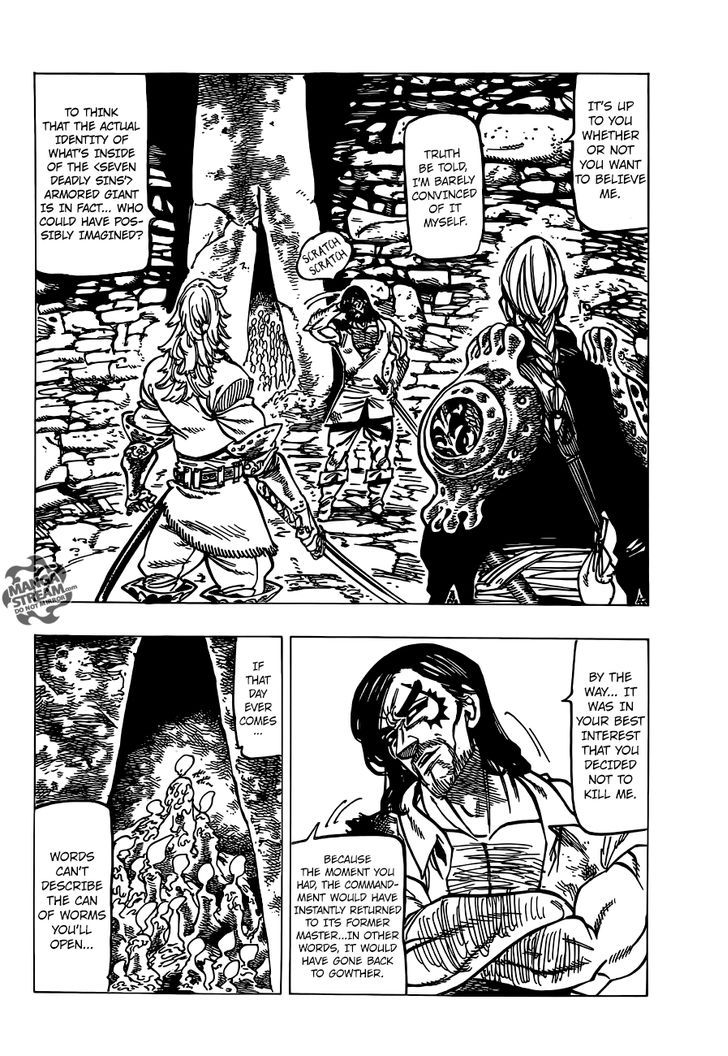 IT'S UP
TO YOU
WHETHER
OR NOT
YOU WANT
TO BELIEVE
ME.
TRUTH
BE TOLD,
I'M BARELY
CONVINCED
OF IT
MYSELF.
SCRATCH
SCRATCH
TO THINK
THAT THE ACTUAL
IDENTITY OF
WHAT'S INSIDE
OF THE <SEVEN
DEADLY SINS>
ARMORED GIANT
IS IN FACT... WHO
COULD HAVE POS-
SIBLY IMAGINED?
MANGA
STREAM.COM
DO NOT MIRROR
BY THE
WAY... IT
WAS IN
YOUR BEST
INTEREST
THAT YOU
DECIDED
NOT TO
KILL ME.
BECAUSE
THE MOMENT YOU
HAD, THE COMMAND-
MENT WOULD HAVE
INSTANTLY RETURNED
TO ITS FORMER
MASTER...IN OTHER
WORDS, IT WOULD
HAVE GONE BACK
TO GOWTHER.
IF
THAT
DAY
EVER
COMES
...
WORDS
CAN'T
DESCRIBE
THE CAN
OF WORMS
YOU'LL
OPEN...